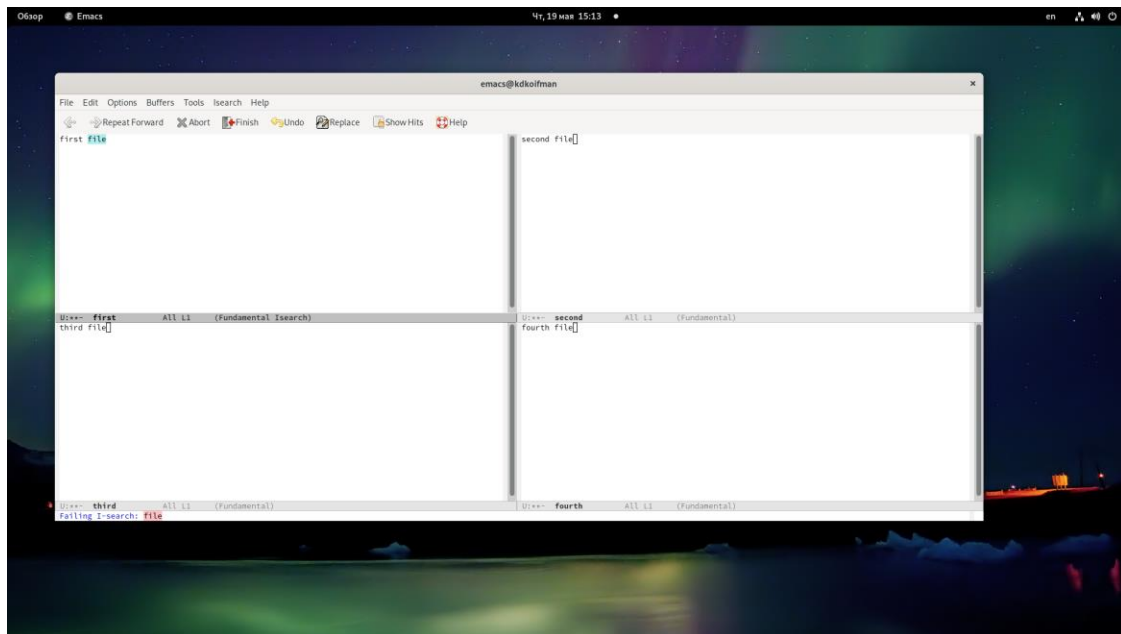 Обзор Emacs Чт, 19 мая 15:13 en
emacs@kdkoifman ×
File Edit Options Buffers Tools Isearch Help
Repeat Forward Abort Finish Undo Replace Show Hits Help
first file
second file
U:**- first All L1 (Fundamental Isearch)
U:**- second All L1 (Fundamental)
third file
fourth file
U:**- third All L1 (Fundamental)
U:**- fourth All L1 (Fundamental)
Failing I-search: file